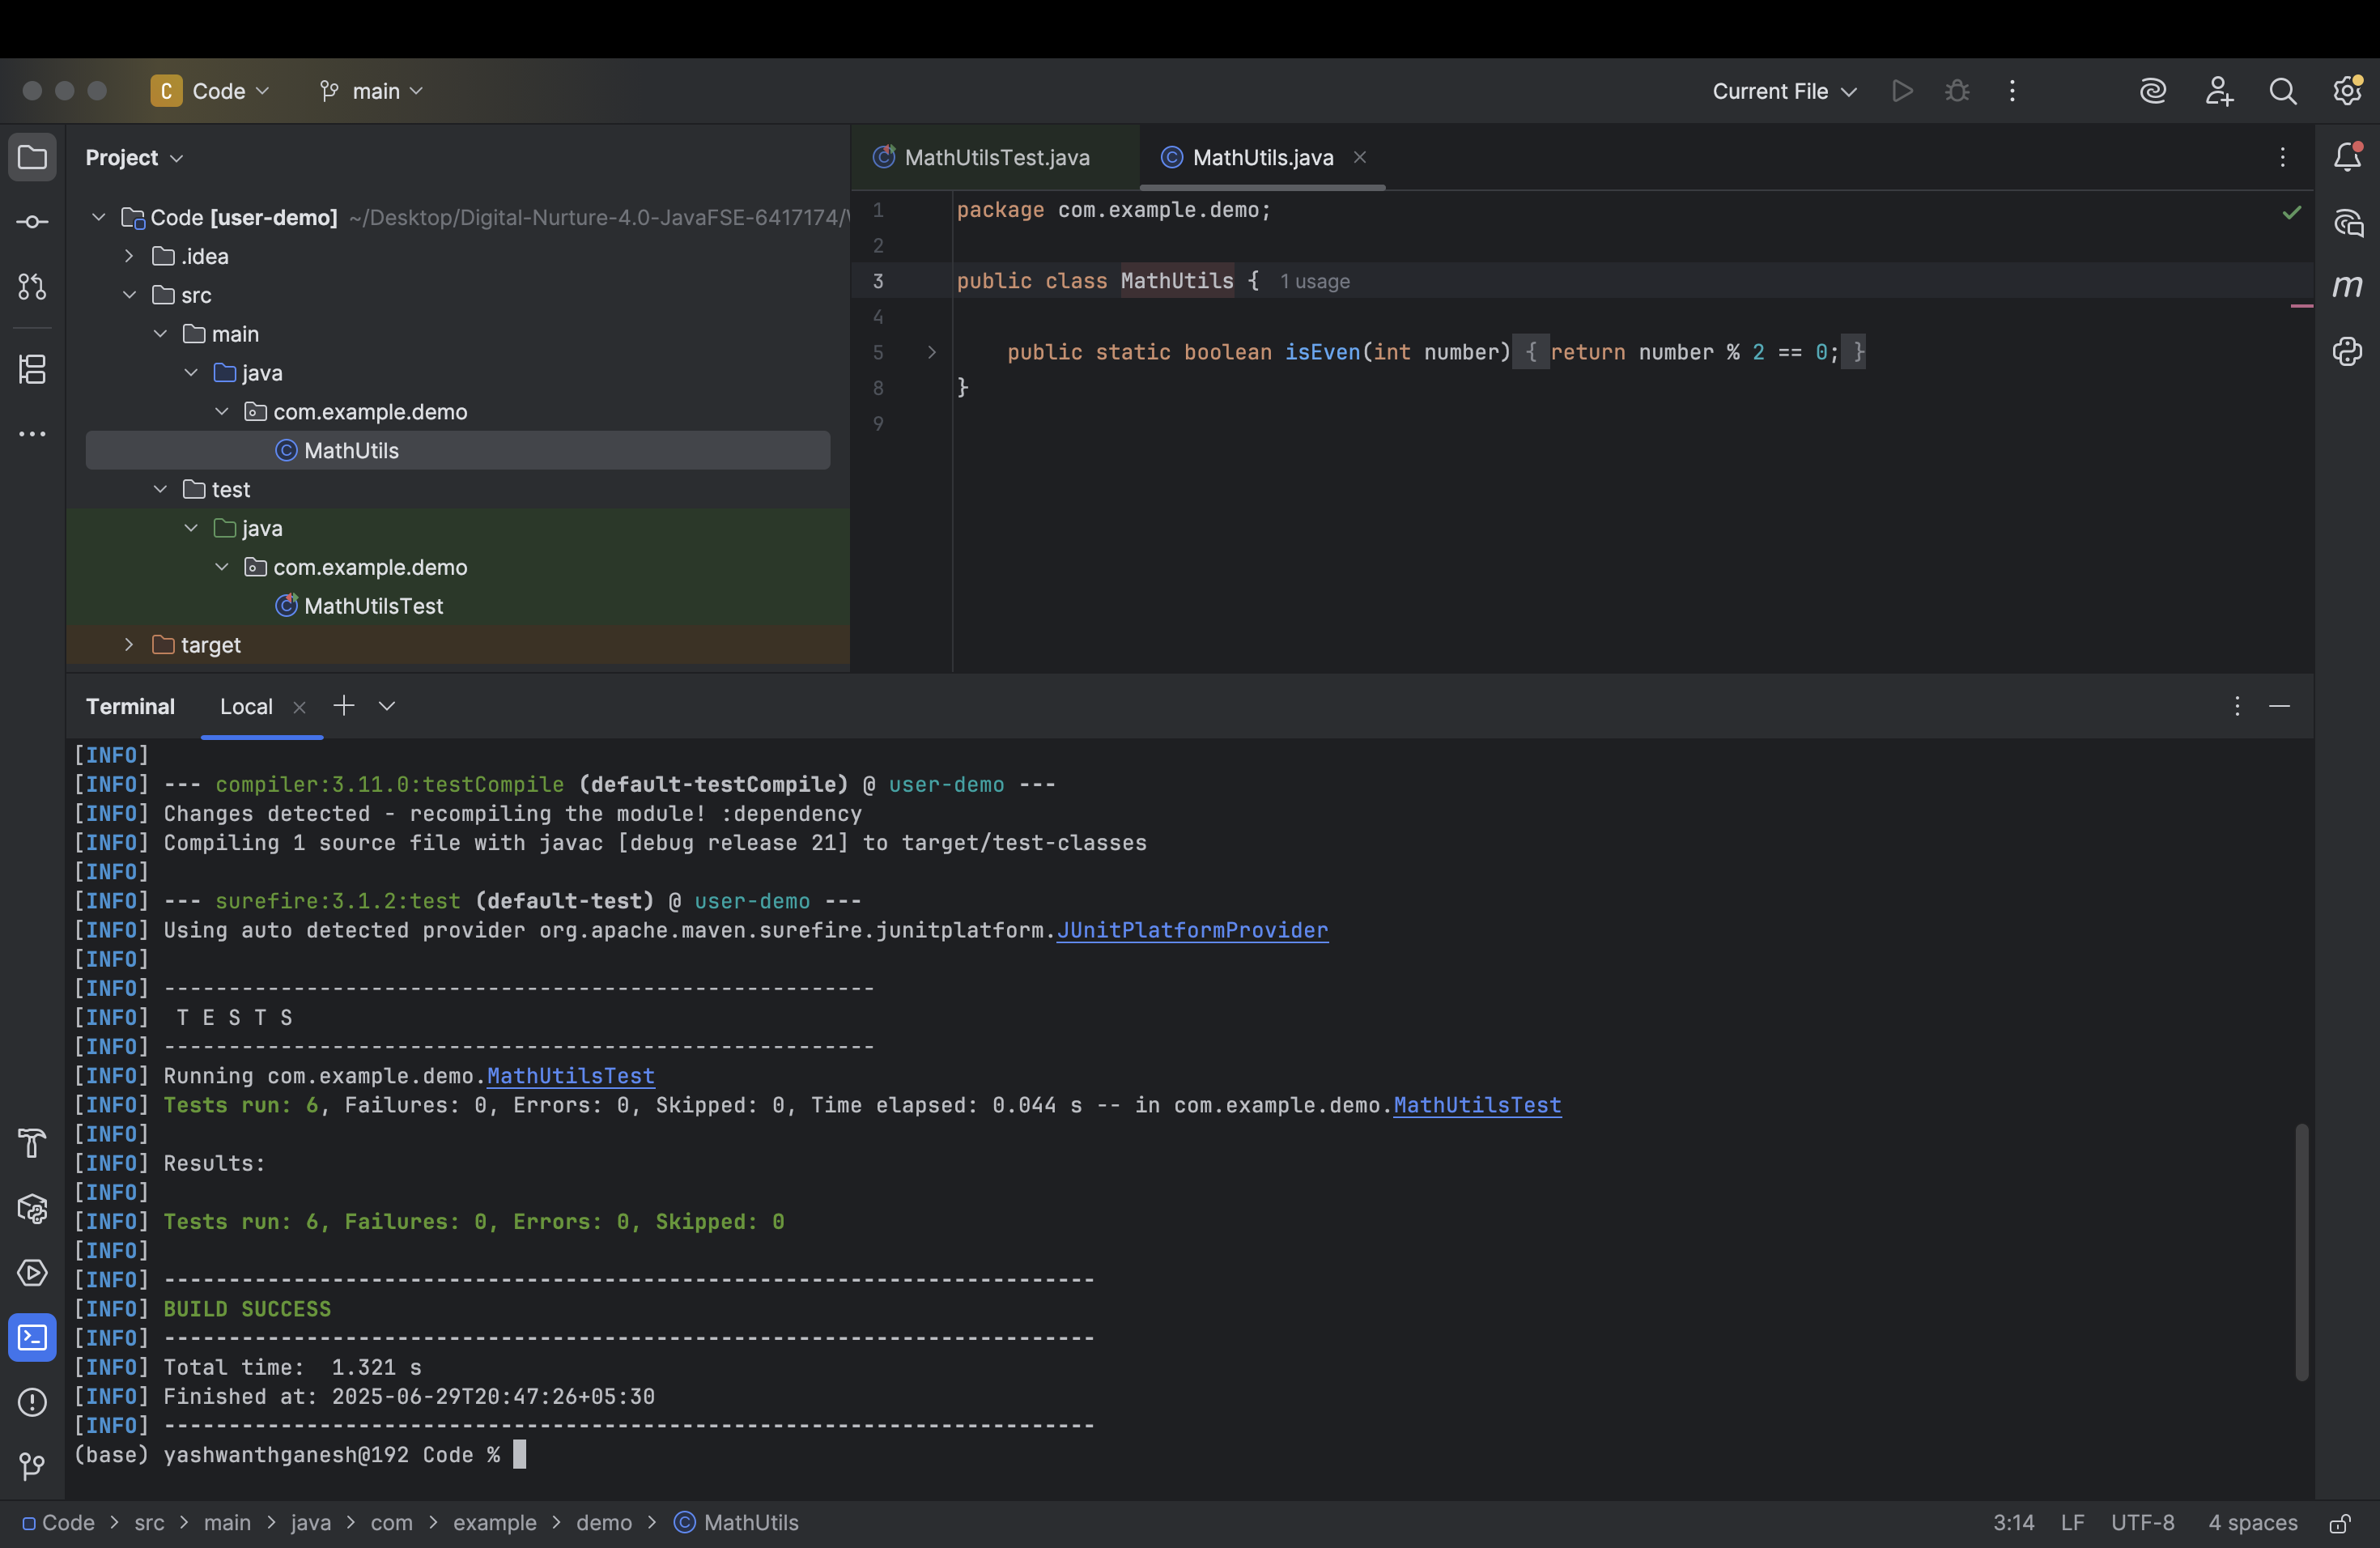 C Code main Current File
Project
MathUtilsTest.java MathUtils.java
Code [user-demo] ~/Desktop/Digital-Nurture-4.0-JavaFSE-6417174/
.idea
src
main
java
com.example.demo
MathUtils
test
java
com.example.demo
MathUtilsTest
target
1 package com.example.demo;
2
3 public class MathUtils { 1 usage
4
5 public static boolean isEven(int number) { return number % 2 == 0; }
8 }
9
Terminal Local
[INFO]
[INFO] --- compiler:3.11.0:testCompile (default-testCompile) @ user-demo ---
[INFO] Changes detected - recompiling the module! :dependency
[INFO] Compiling 1 source file with javac [debug release 21] to target/test-classes
[INFO]
[INFO] --- surefire:3.1.2:test (default-test) @ user-demo ---
[INFO] Using auto detected provider org.apache.maven.surefire.junitplatform.JUnitPlatformProvider
[INFO]
[INFO] -------------------------------------------------------
[INFO]  T E S T S
[INFO] -------------------------------------------------------
[INFO] Running com.example.demo.MathUtilsTest
[INFO] Tests run: 6, Failures: 0, Errors: 0, Skipped: 0, Time elapsed: 0.044 s -- in com.example.demo.MathUtilsTest
[INFO]
[INFO] Results:
[INFO]
[INFO] Tests run: 6, Failures: 0, Errors: 0, Skipped: 0
[INFO]
[INFO] ------------------------------------------------------------------------
[INFO] BUILD SUCCESS
[INFO] ------------------------------------------------------------------------
[INFO] Total time:  1.321 s
[INFO] Finished at: 2025-06-29T20:47:26+05:30
[INFO] ------------------------------------------------------------------------
(base) yashwanthganesh@192 Code %
Code > src > main > java > com > example > demo > MathUtils 3:14 LF UTF-8 4 spaces